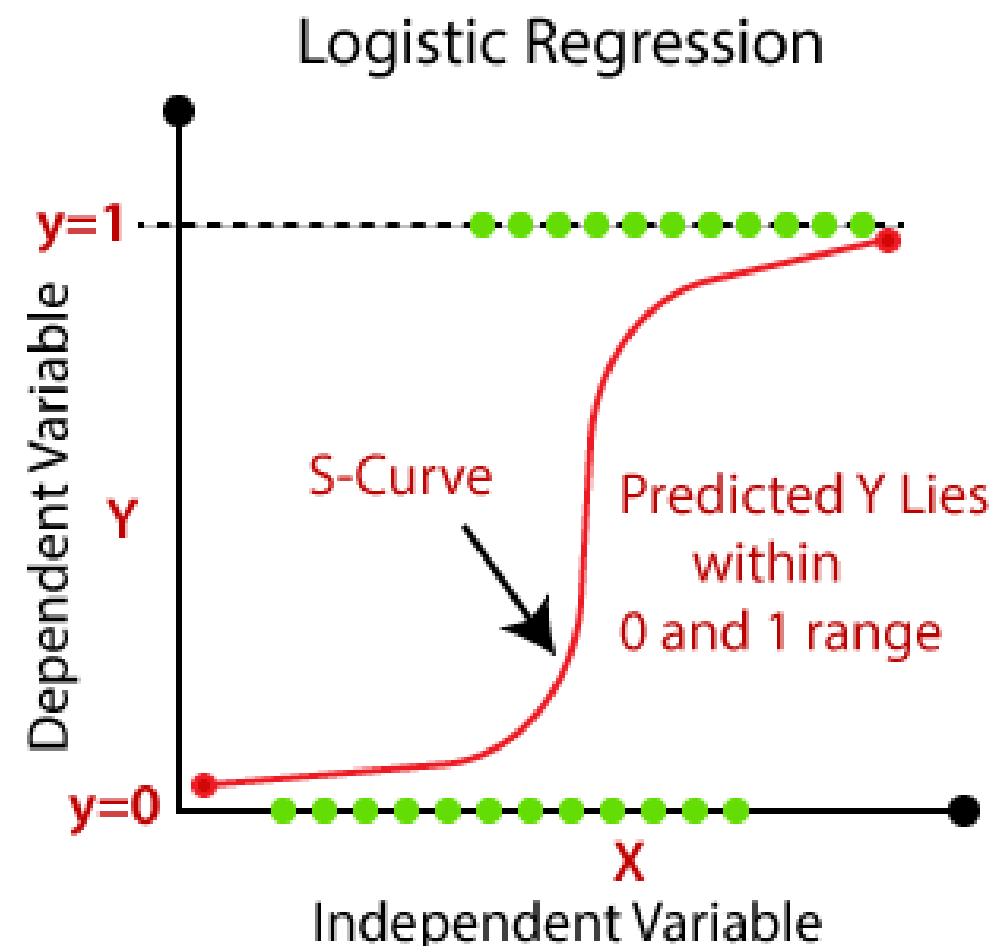 Logistic Regression
y=1
Dependent Variable
Y
S-Curve
Predicted Y Lies
within
0 and 1 range
y=0
X
Independent Variable